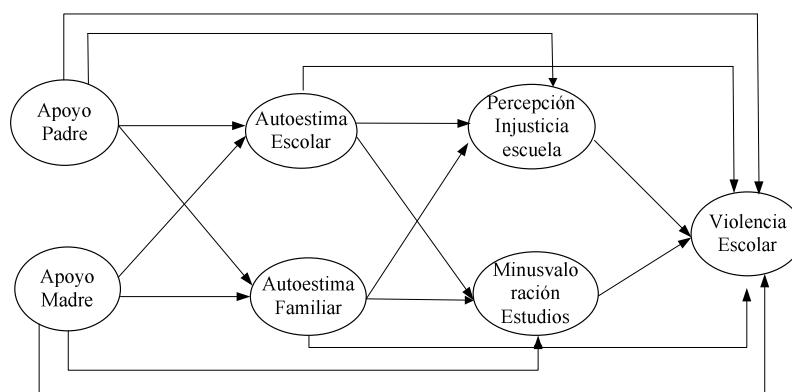 Apoyo
Padre
Autoestima
Escolar
Percepción
Injusticia
escuela
Violencia
Escolar
Apoyo
Madre
Autoestima
Familiar
Minusvalo
ración
Estudios